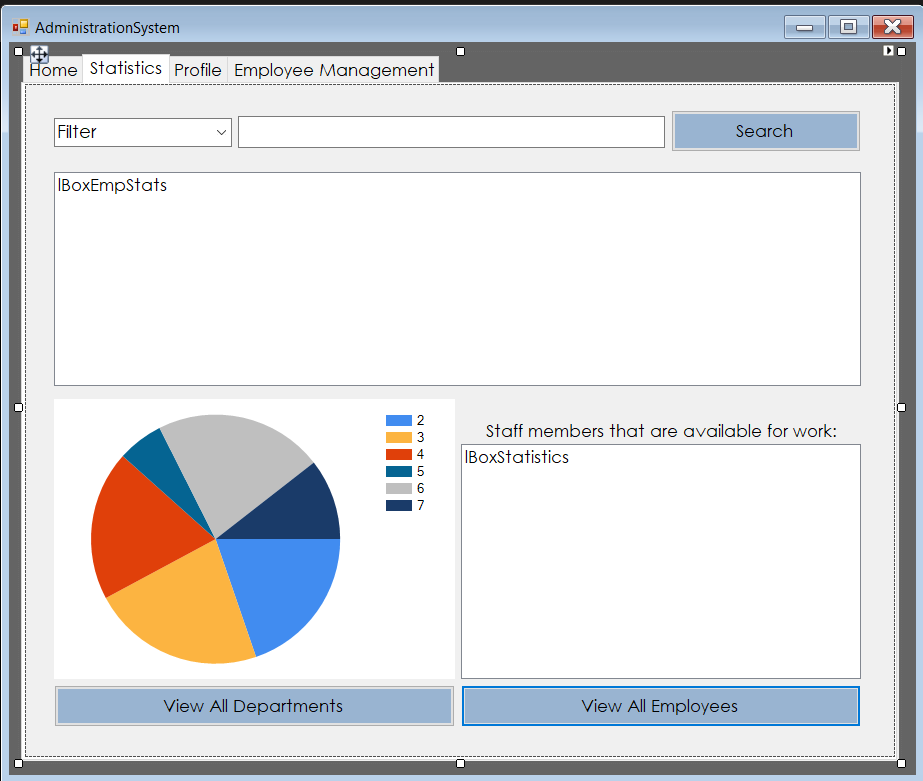 AdministrationSystem
Home Statistics Profile Employee Management
Filter Search
lBoxEmpStats
2
3
4
5
6
7
Staff members that are available for work:
lBoxStatistics
View All Departments View All Employees